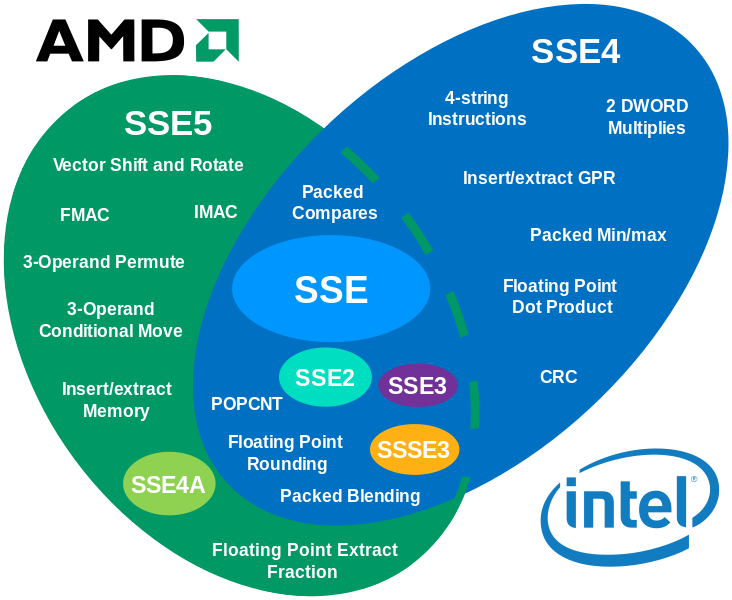 AMD
SSE5
Vector Shift and Rotate
FMAC
IMAC
3-Operand Permute
3-Operand
Conditional Move
Insert/extract
Memory
SSE4A
Floating Point Extract
Fraction
Packed
Compares
SSE
SSE2
SSE3
POPCNT
SSSE3
Floating Point
Rounding
Packed Blending
SSE4
4-string
Instructions
2 DWORD
Multiplies
Insert/extract GPR
Packed Min/max
Floating Point
Dot Product
CRC
intel®